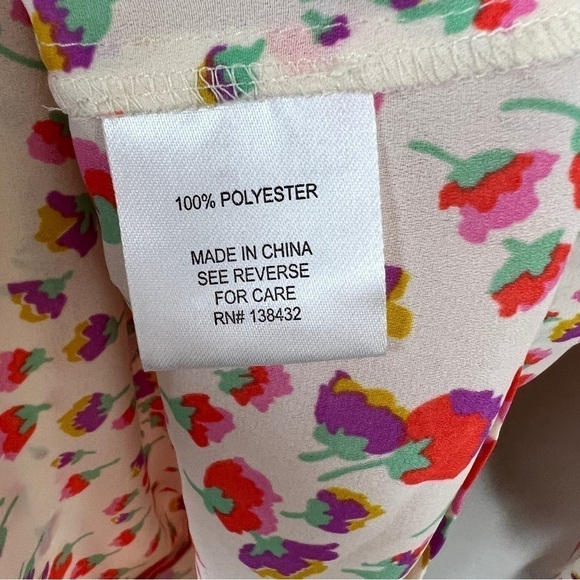 100% POLYESTER
MADE IN CHINA
SEE REVERSE
FOR CARE
RN# 138432